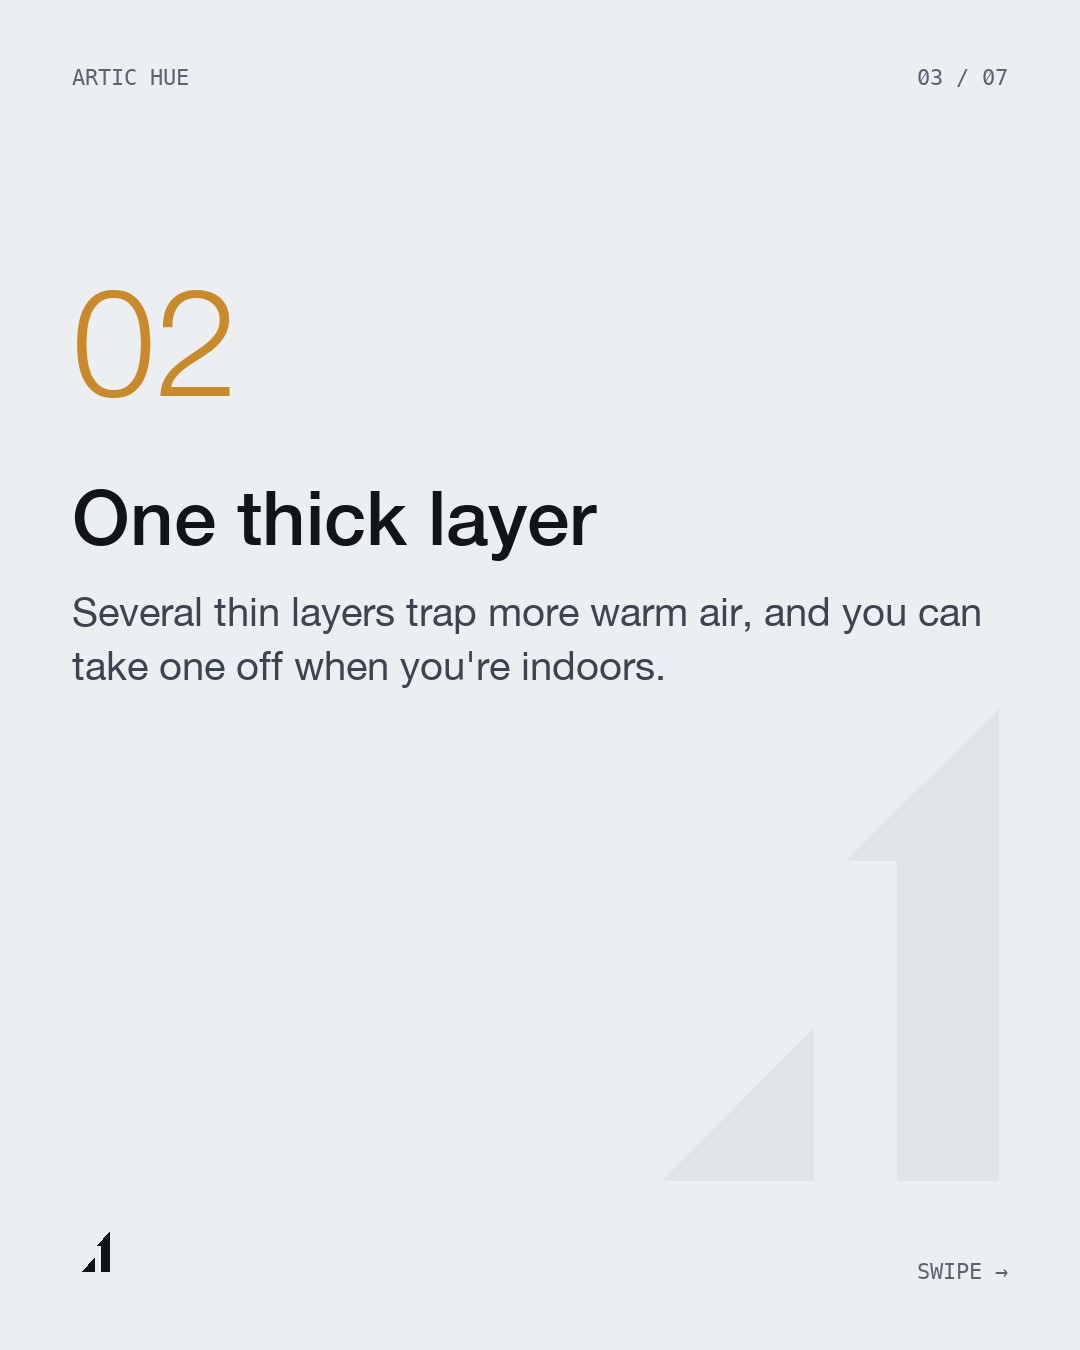 ARTIC HUE
03 / 07
02
One thick layer
Several thin layers trap more warm air, and you can
take one off when you're indoors.
SWIPE →